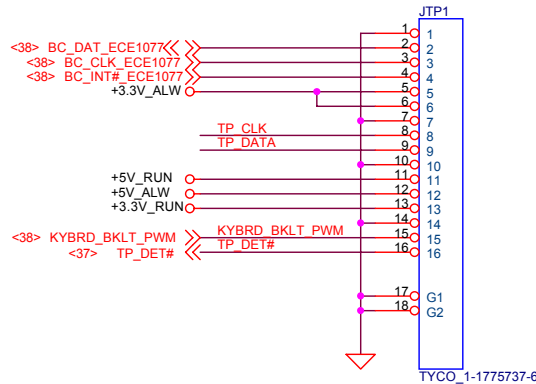 JTP1
1 1
<38> BC_DAT_ECE1077 2 2
<38> BC_CLK_ECE1077 3 3
<38> BC_INT#_ECE1077 4 4
+3.3V_ALW 5 5
6 6
7 7
TP_CLK 8 8
TP_DATA 9 9
10 10
+5V_RUN 11 11
+5V_ALW 12 12
+3.3V_RUN 13 13
14 14
<38> KYBRD_BKLT_PWM KYBRD_BKLT_PWM 15 15
<37> TP_DET# TP_DET# 16 16
17 G1
18 G2
TYCO_1-1775737-6